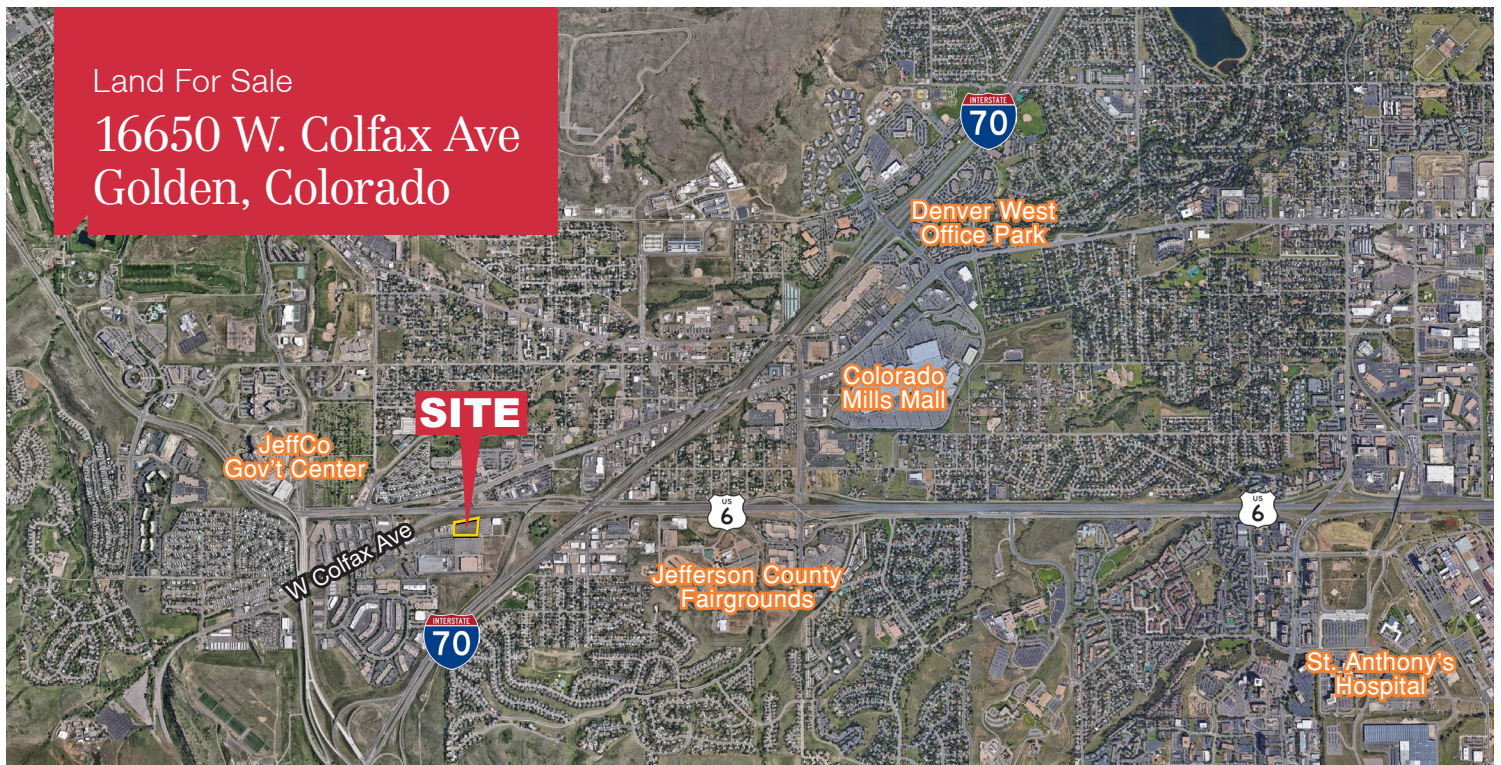 Land For Sale
16650 W. Colfax Ave
Golden, Colorado
INTERSTATE
70
Denver West
Office Park
Colorado
Mills Mall
SITE
JeffCo
Gov't Center
US
6
US
6
W Colfax Ave
Jefferson County
Fairgrounds
INTERSTATE
70
St. Anthony's
Hospital